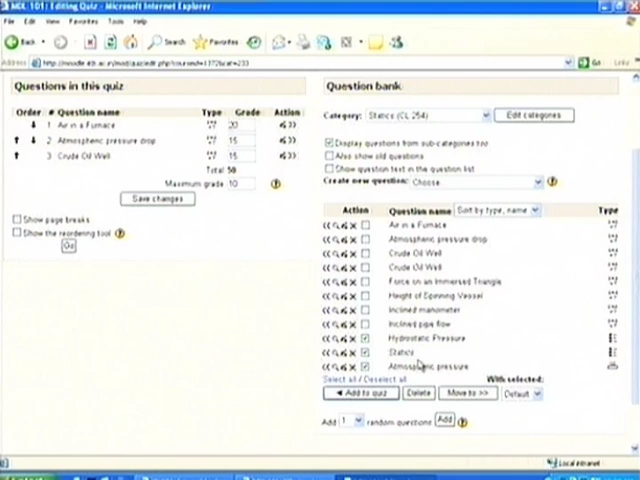 MDL 101: Editing Quiz - Microsoft Internet Explorer
File Edit View Favorites Tools Help
Back Search Favorites
Address Go Links
Questions in this quiz
Order # Question name Type Grade Action
1 Air in a Furnace 20
2 Atmospheric pressure drop 15
3 Crude Oil Well 15
Total 50
Maximum grade 10
Save changes
Show page breaks
Show the reordering tool
Go
Question bank
Category: Statics (CL 254) Edit categories
Display questions from sub-categories too
Also show old questions
Show question text in the question list
Create new question: Choose
Action Question name Sort by type, name Type
Air in a Furnace
Atmospheric pressure drop
Crude Oil Well
Crude Oil Well
Force on an Immersed Triangle
Height of Spinning Vessel
Inclined manometer
Inclined pipe flow
Hydrostatic Pressure
Statics
Atmospheric pressure
Select all / Deselect all With selected:
Add to quiz Delete Move to >> Default
Add 1 random questions Add
Local intranet